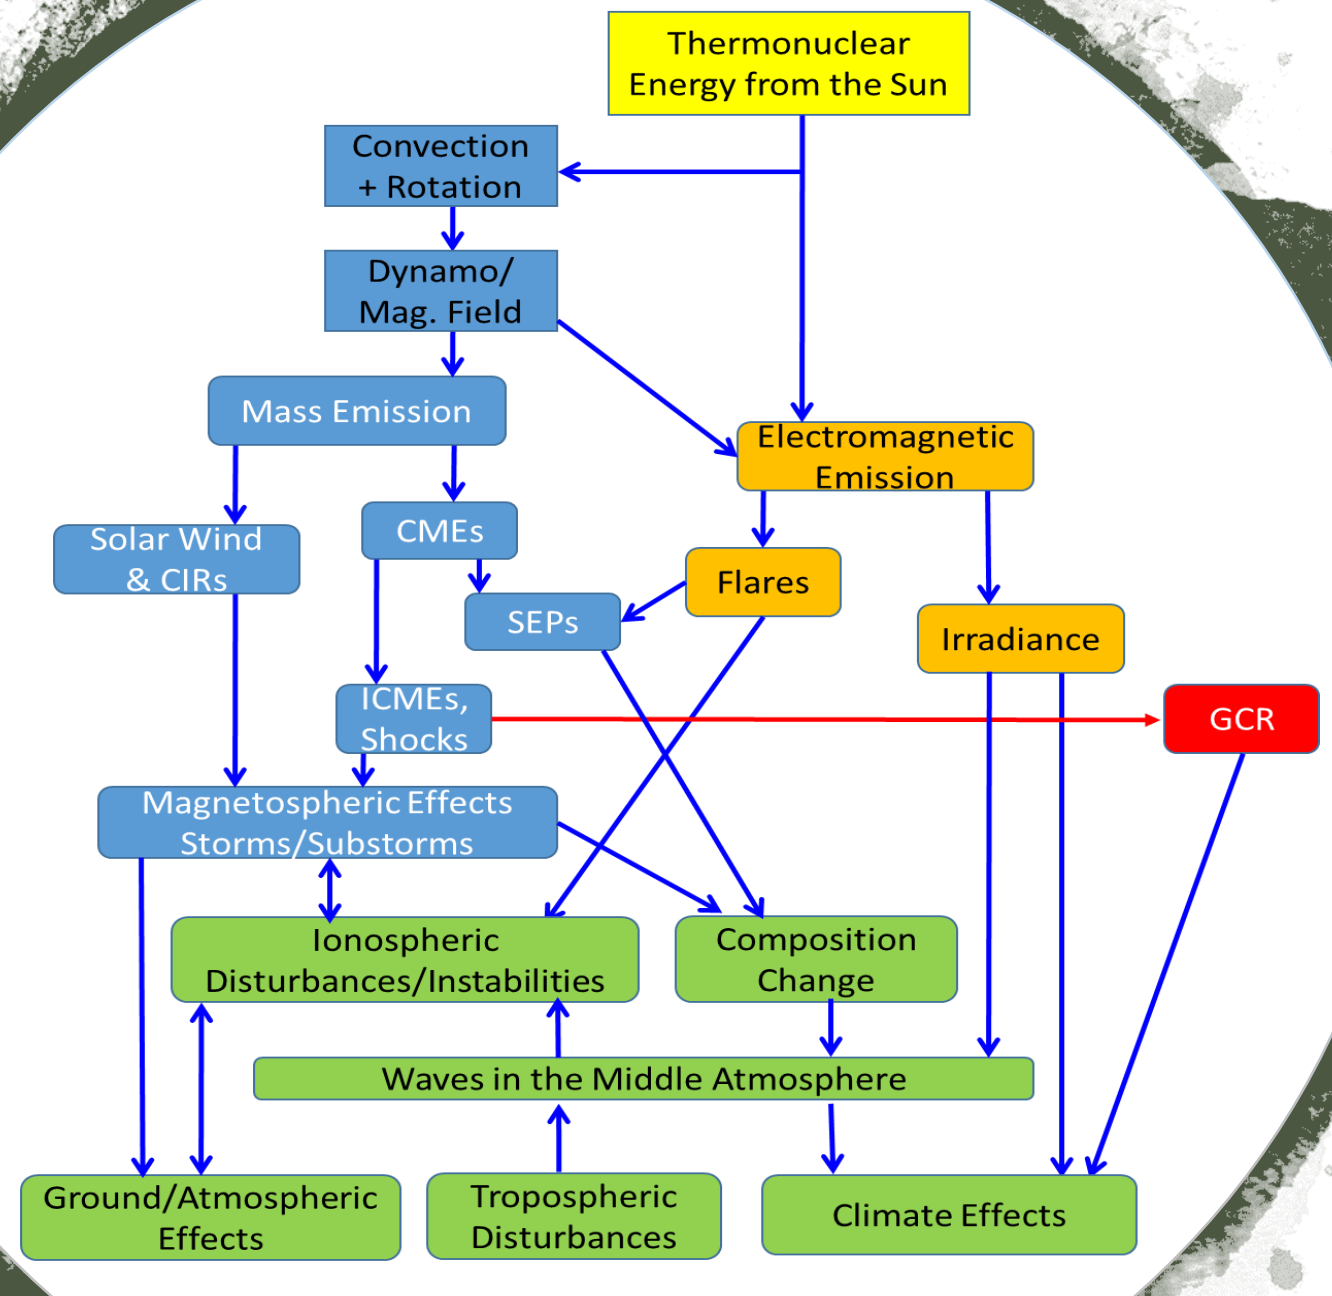 Thermonuclear
Energy from the Sun
Convection
+ Rotation
Dynamo/
Mag. Field
Mass Emission
Electromagnetic
Emission
Solar Wind
& CIRs
CMEs
Flares
SEPs
Irradiance
ICMEs,
Shocks
GCR
Magnetospheric Effects
Storms/Substorms
Ionospheric
Disturbances/Instabilities
Composition
Change
Waves in the Middle Atmosphere
Ground/Atmospheric
Effects
Tropospheric
Disturbances
Climate Effects